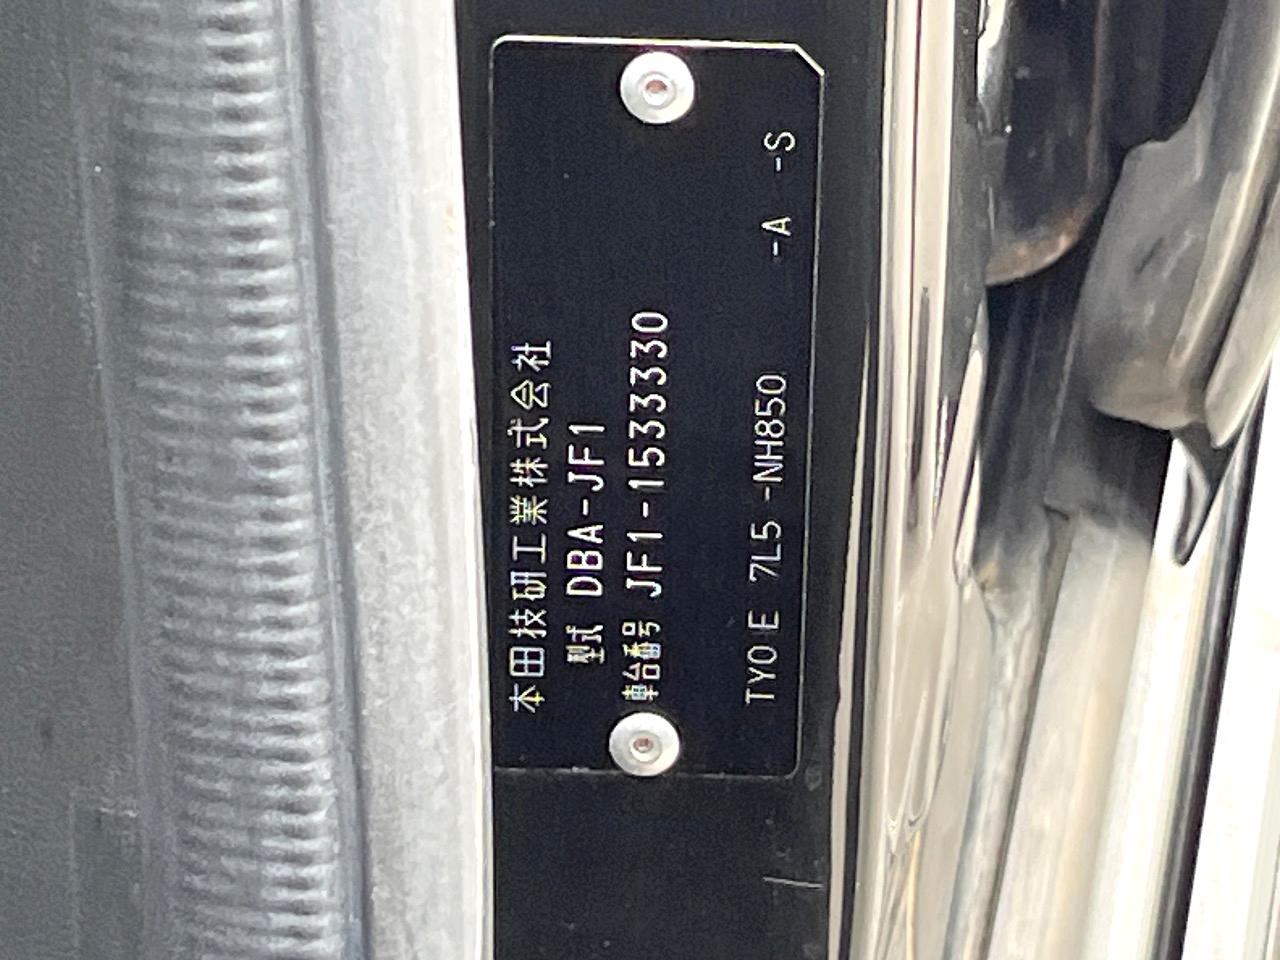 本田技研工業株式会社
型式 DBA-JF1
車台番号 JF1-1533330
TY0 E 7L5 -NH850 -A -S